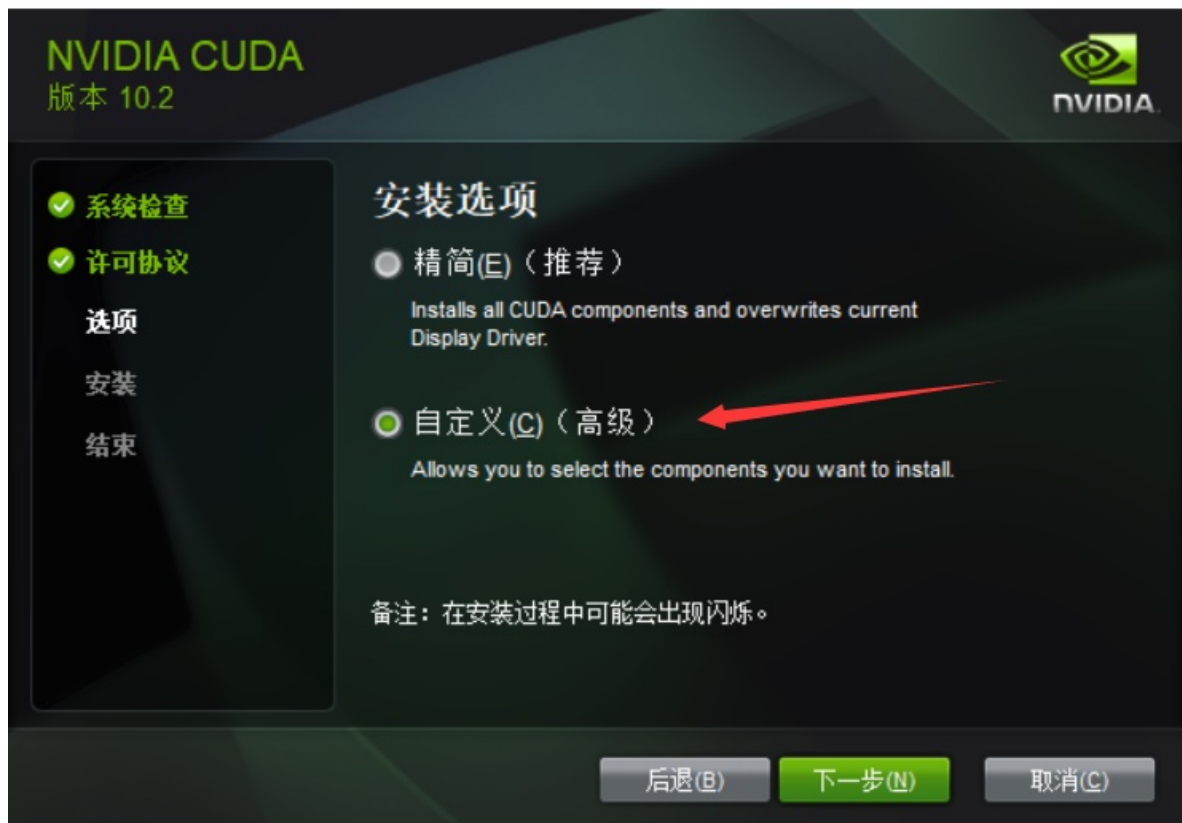 NVIDIA CUDA
版本 10.2
NVIDIA.
系统检查
许可协议
选项
安装
结束
安装选项
精简(E)（推荐）
Installs all CUDA components and overwrites current
Display Driver.
自定义(C)（高级）
Allows you to select the components you want to install.
备注：在安装过程中可能会出现闪烁。
后退(B)
下一步(N)
取消(C)